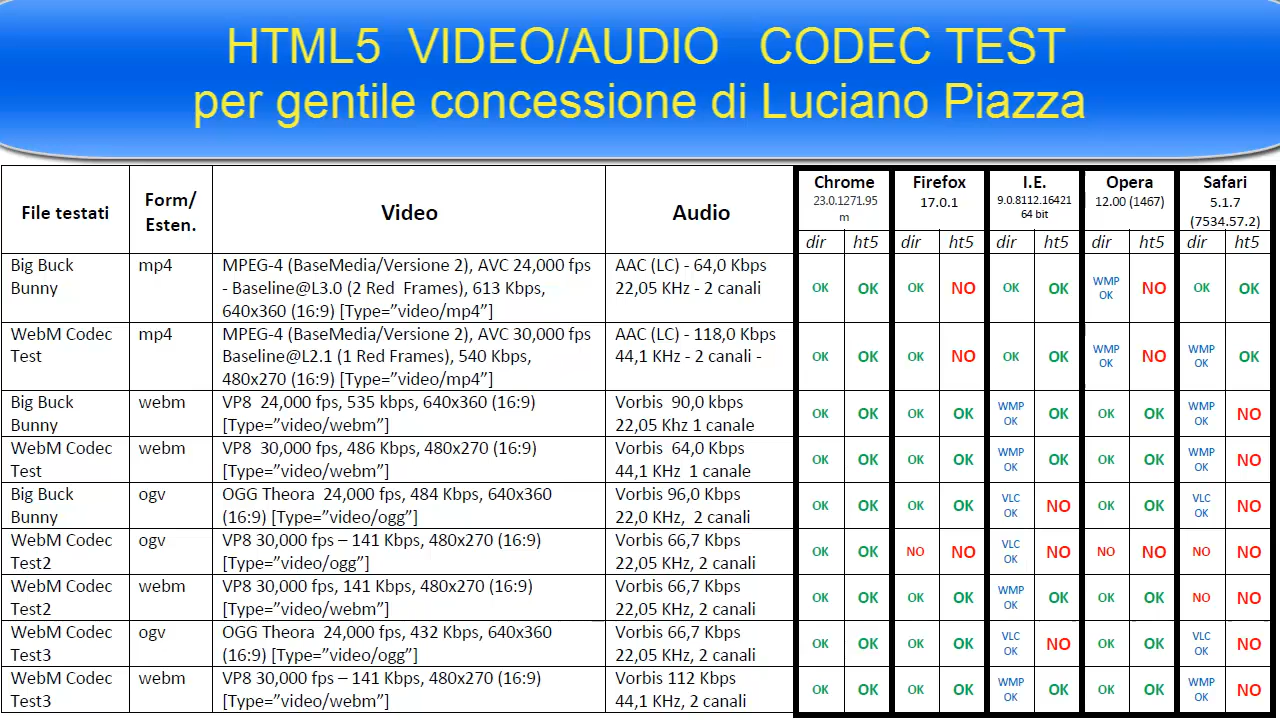 HTML5 VIDEO/AUDIO CODEC TEST
per gentile concessione di Luciano Piazza
File testati Form/ Esten. Video Audio Chrome 23.0.1271.95 m Firefox 17.0.1 I.E. 9.0.8112.16421 64 bit Opera 12.00 (1467) Safari 5.1.7 (7534.57.2)
dir ht5 dir ht5 dir ht5 dir ht5 dir ht5
Big Buck Bunny mp4 MPEG-4 (BaseMedia/Versione 2), AVC 24,000 fps - Baseline@L3.0 (2 Red Frames), 613 Kbps, 640x360 (16:9) [Type=”video/mp4”] AAC (LC) - 64,0 Kbps 22,05 KHz - 2 canali OK OK OK NO OK OK WMP OK NO OK OK
WebM Codec Test mp4 MPEG-4 (BaseMedia/Versione 2), AVC 30,000 fps Baseline@L2.1 (1 Red Frames), 540 Kbps, 480x270 (16:9) [Type=”video/mp4”] AAC (LC) - 118,0 Kbps 44,1 KHz - 2 canali - OK OK OK NO OK OK WMP OK NO WMP OK OK
Big Buck Bunny webm VP8 24,000 fps, 535 kbps, 640x360 (16:9) [Type=”video/webm”] Vorbis 90,0 kbps 22,05 Khz 1 canale OK OK OK OK WMP OK OK OK OK WMP OK NO
WebM Codec Test webm VP8 30,000 fps, 486 Kbps, 480x270 (16:9) [Type=”video/webm”] Vorbis 64,0 Kbps 44,1 KHz 1 canale OK OK OK OK WMP OK OK OK OK WMP OK NO
Big Buck Bunny ogv OGG Theora 24,000 fps, 484 Kbps, 640x360 (16:9) [Type=”video/ogg”] Vorbis 96,0 Kbps 22,0 KHz, 2 canali OK OK OK OK VLC OK NO OK OK VLC OK NO
WebM Codec Test2 ogv VP8 30,000 fps – 141 Kbps, 480x270 (16:9) [Type=”video/ogg”] Vorbis 66,7 Kbps 22,05 KHz, 2 canali OK OK NO NO VLC OK NO NO NO NO NO
WebM Codec Test2 webm VP8 30,000 fps, 141 Kbps, 480x270 (16:9) [Type=”video/webm”] Vorbis 66,7 Kbps 22,05 KHz, 2 canali OK OK OK OK WMP OK OK OK OK NO NO
WebM Codec Test3 ogv OGG Theora 24,000 fps, 432 Kbps, 640x360 (16:9) [Type=”video/ogg”] Vorbis 66,7 Kbps 22,05 KHz, 2 canali OK OK OK OK VLC OK NO OK OK VLC OK NO
WebM Codec Test3 webm VP8 30,000 fps – 141 Kbps, 480x270 (16:9) [Type=”video/webm”] Vorbis 112 Kbps 44,1 KHz, 2 canali OK OK OK OK WMP OK OK OK OK WMP OK NO